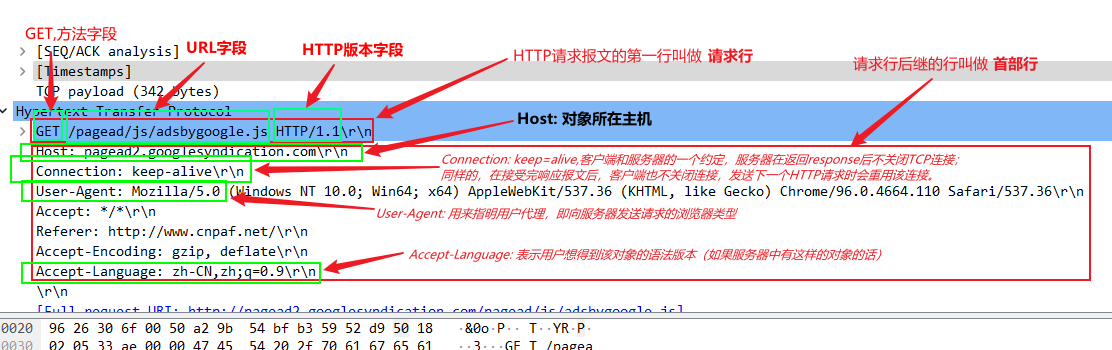 GET,方法字段
[SEQ/ACK analysis]
URL字段
HTTP版本字段
HTTP请求报文的第一行叫做 请求行
请求行后继的行叫做 首部行
[Timestamps]
TCP payload (342 bytes)
Hypertext Transfer Protocol
GET /pagead/js/adsbygoogle.js HTTP/1.1\r\n
Host: 对象所在主机
Host: pagead2.googlesyndication.com\r\n
Connection: keep=alive,客户端和服务器的一个约定，服务器在返回response后不关闭TCP连接；
Connection: keep-alive\r\n
同样的，在接受完响应报文后，客户端也不关闭连接，发送下一个HTTP请求时会重用该连接。
User-Agent: Mozilla/5.0 (Windows NT 10.0; Win64; x64) AppleWebKit/537.36 (KHTML, like Gecko) Chrome/96.0.4664.110 Safari/537.36\r\n
Accept: */*\r\n
User-Agent: 用来指明用户代理，即向服务器发送请求的浏览器类型
Referer: http://www.cnpaf.net/\r\n
Accept-Encoding: gzip, deflate\r\n
Accept-Language: 表示用户想得到该对象的语法版本（如果服务器中有这样的对象的话）
Accept-Language: zh-CN,zh;q=0.9\r\n
\r\n
[Full request URI: http://pagead2.googlesyndication.com/pagead/js/adsbygoogle.js]
0020 96 26 30 6f 00 50 a2 9b 54 bf b3 59 52 d9 50 18 ·&0o·P·· T··YR·P·
0030 02 05 33 ae 00 00 47 45 54 20 2f 70 61 67 65 61 ··3···GE T /pagea